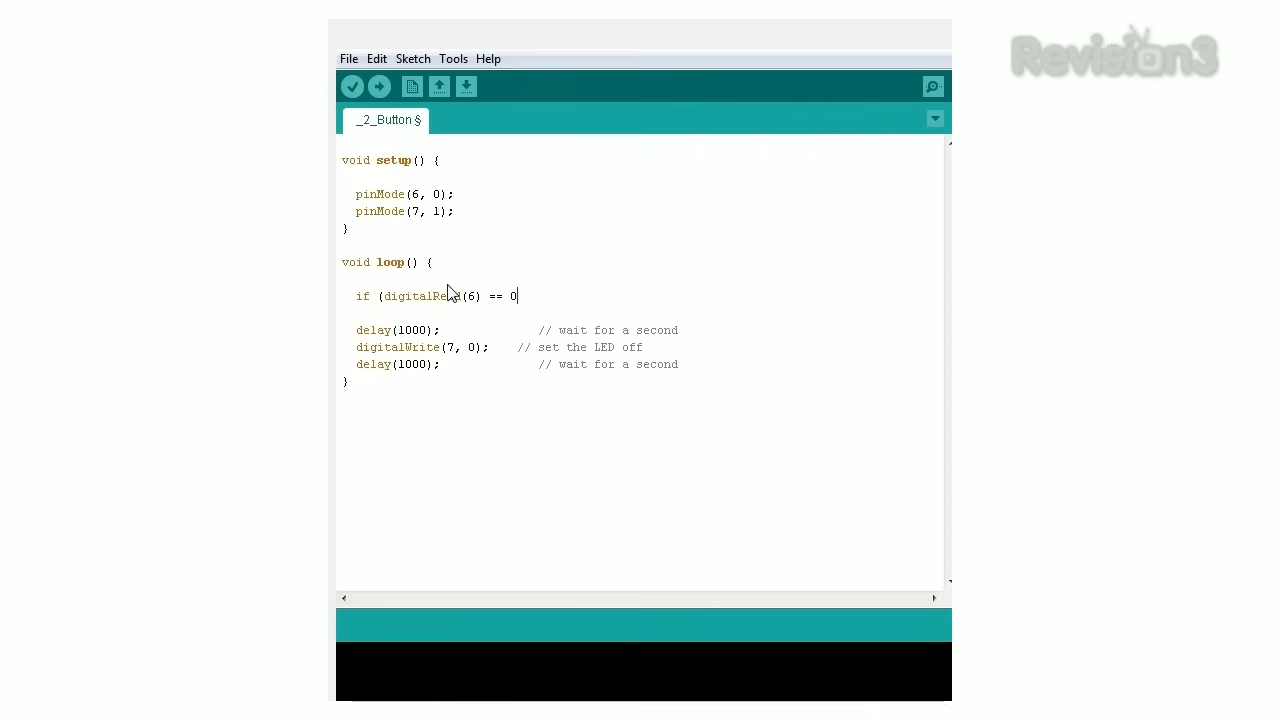 Revision3
File Edit Sketch Tools Help
_2_Button §
void setup() {
pinMode(6, 0);
pinMode(7, 1);
}
void loop() {
if (digitalRead(6) == 0
delay(1000); // wait for a second
digitalWrite(7, 0); // set the LED off
delay(1000); // wait for a second
}